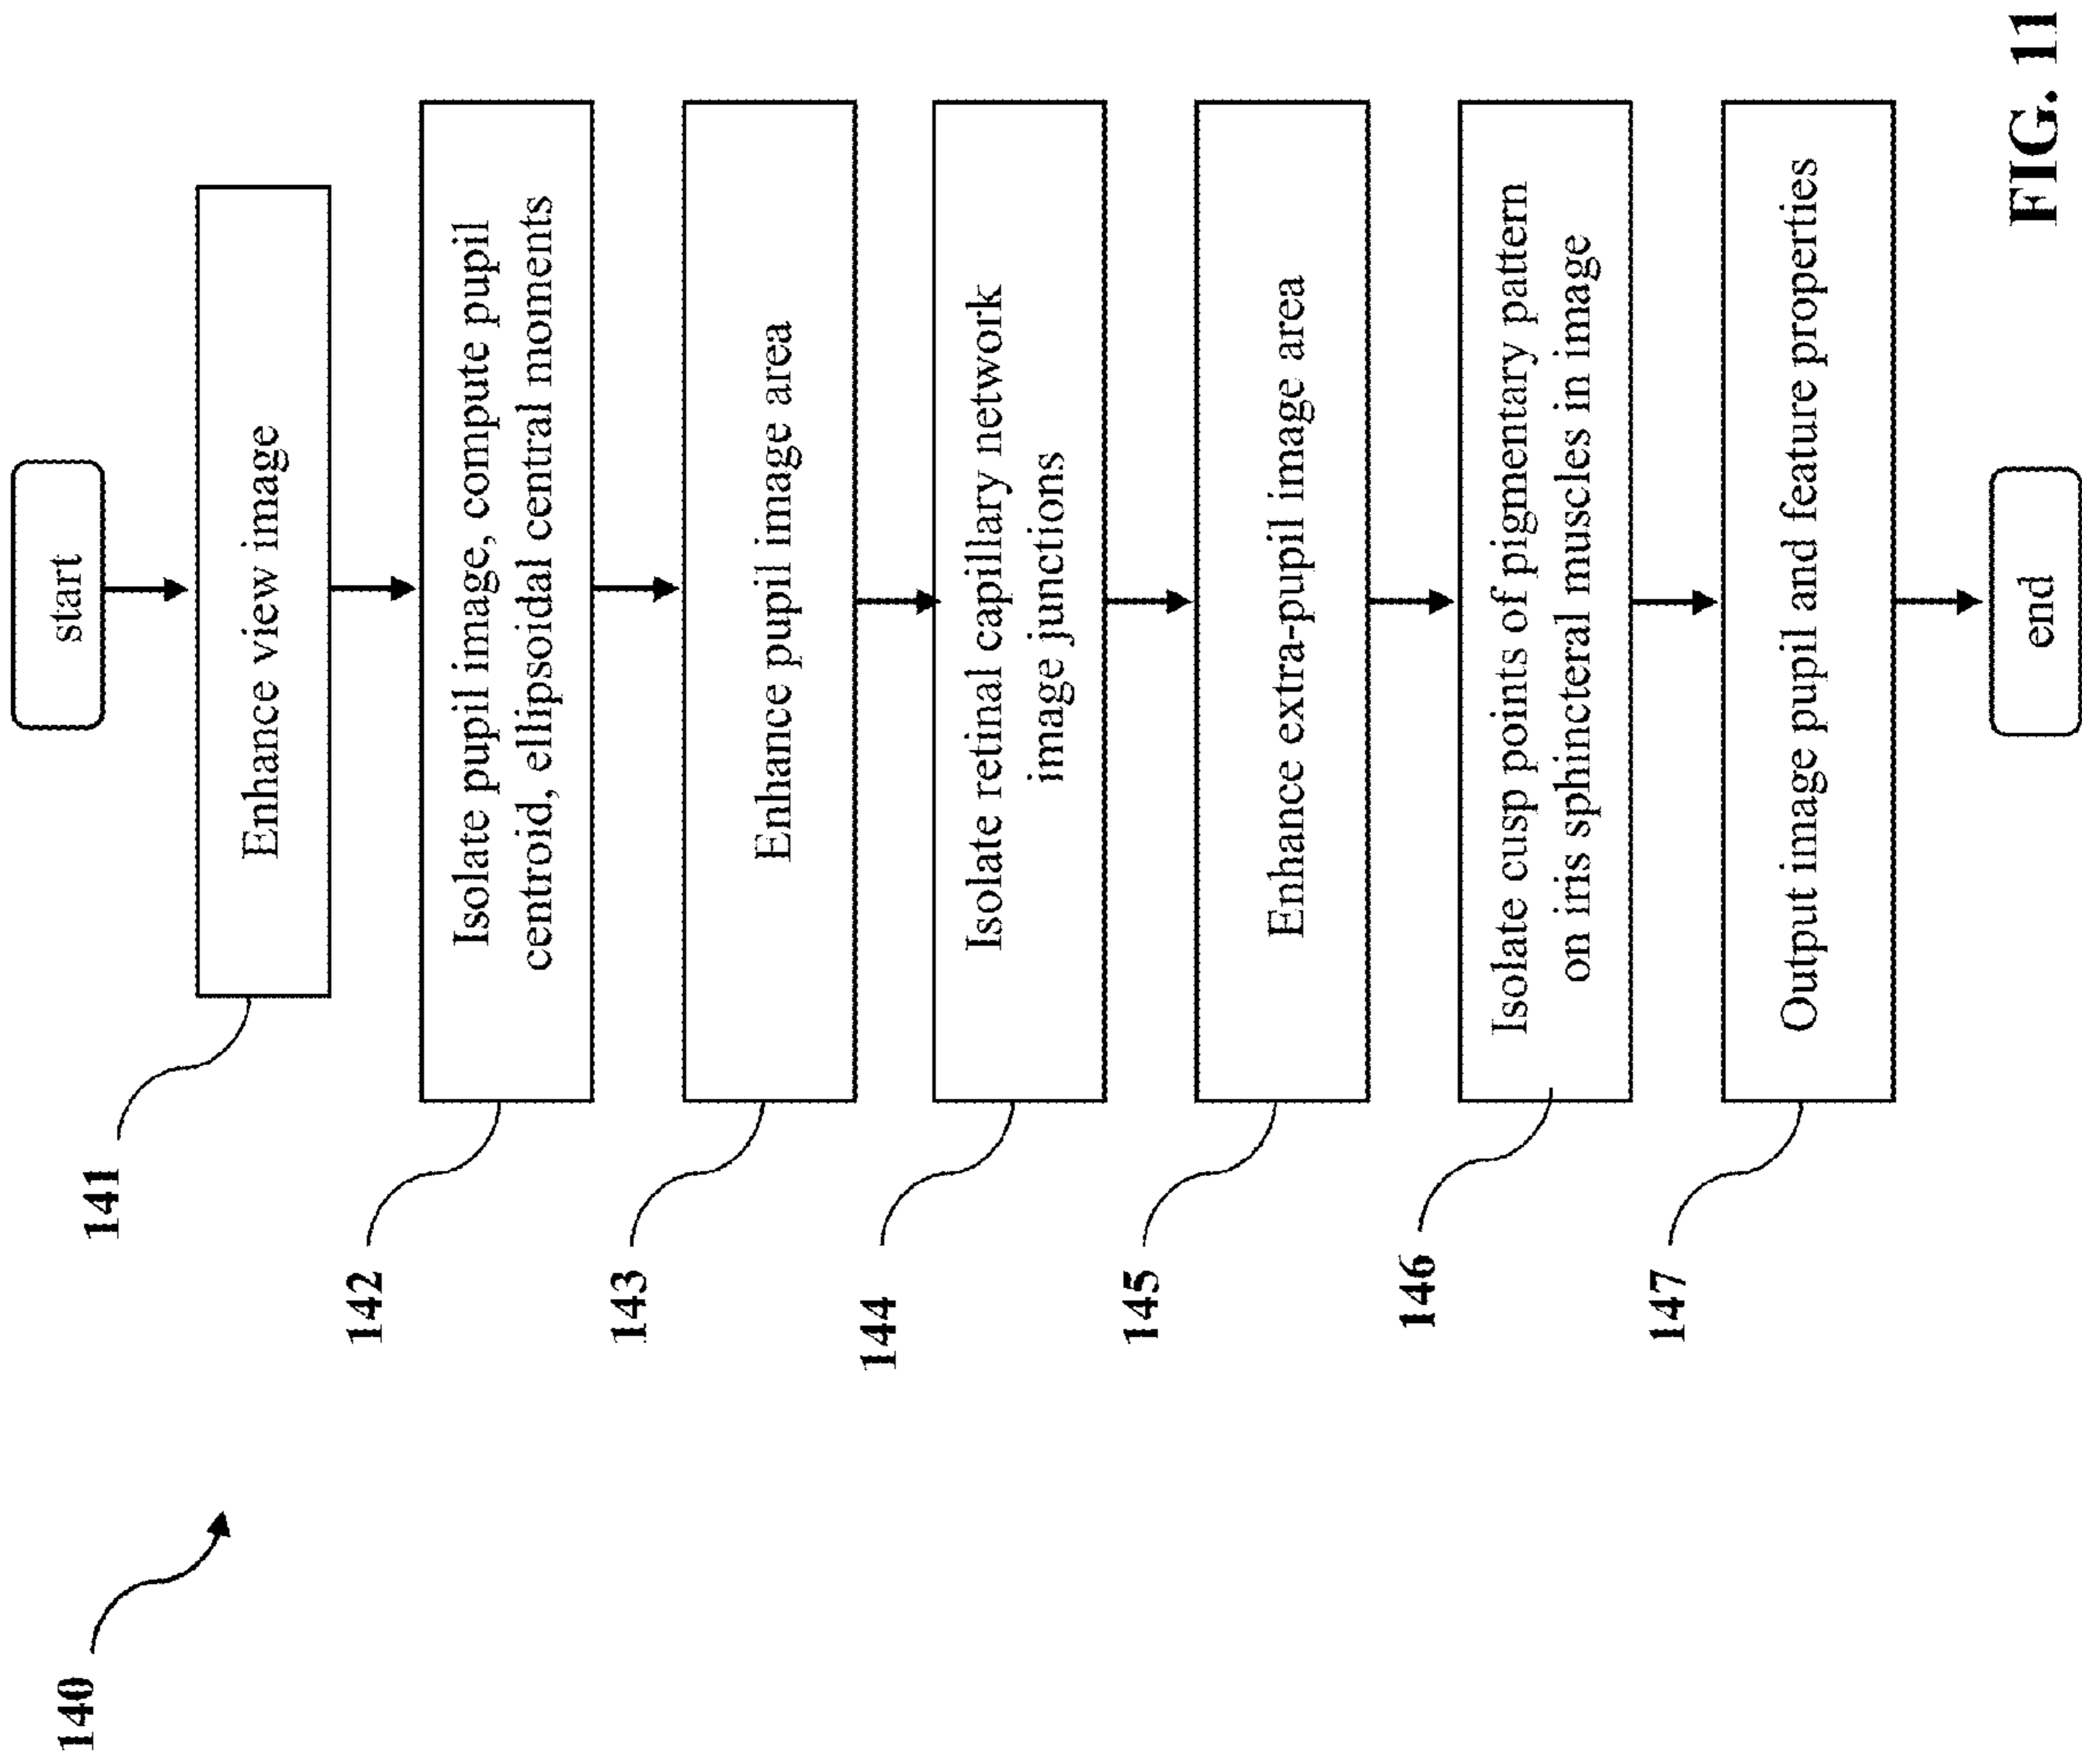 140
start
141
Enhance view image
142
Isolate pupil image, compute pupil
centroid, ellipsoidal central moments
143
Enhance pupil image area
144
Isolate retinal capillary network
image junctions
145
Enhance extra-pupil image area
146
Isolate cusp points of pigmentary pattern
on iris sphincteral muscles in image
147
Output image pupil and feature properties
end
FIG. 11